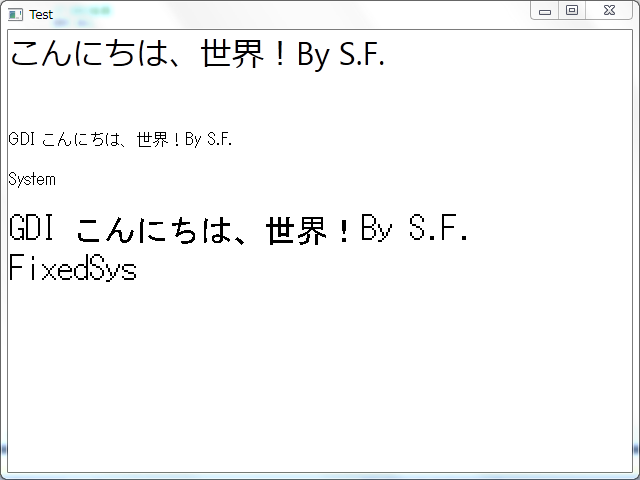 Test
こんにちは、世界！By S.F.
GDI こんにちは、世界！By S.F.
System
GDI こんにちは、世界！By S.F.
FixedSys